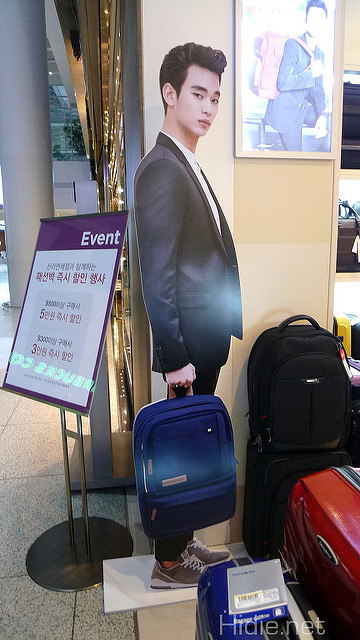 Event
신라면세점과 함께하는
패션백 즉시 할인 행사
$500이상 구매시
5만원 즉시 할인
$300이상 구매시
3만원 즉시 할인
Hidie.net